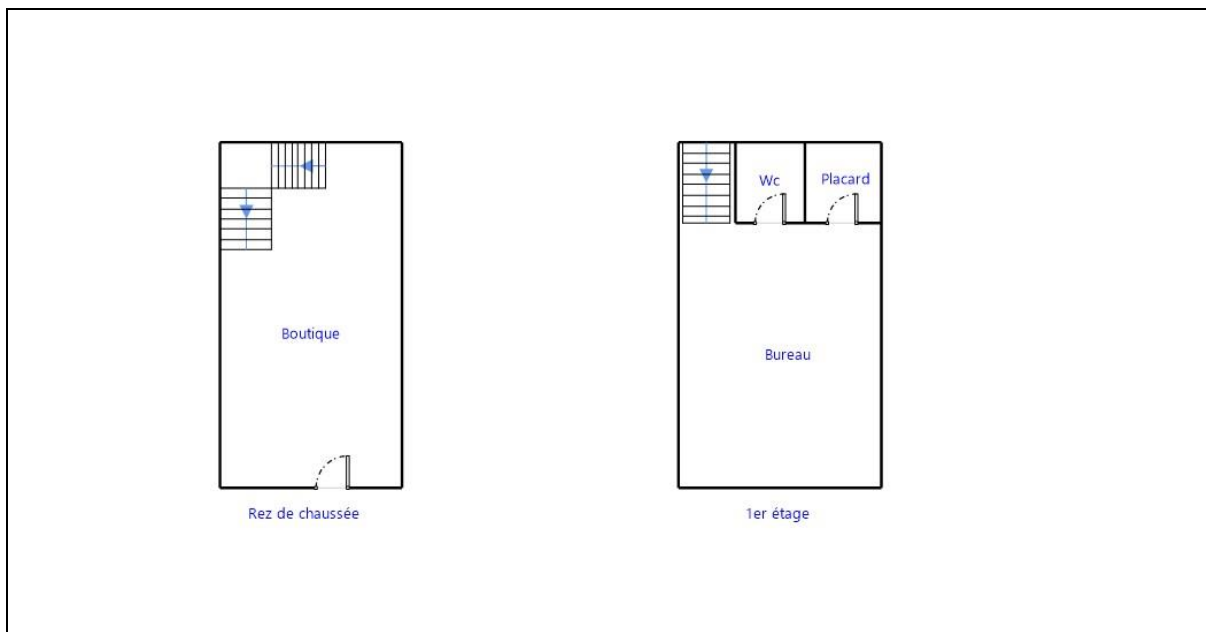 Wc
Placard
Boutique
Bureau
Rez de chaussée
1er étage